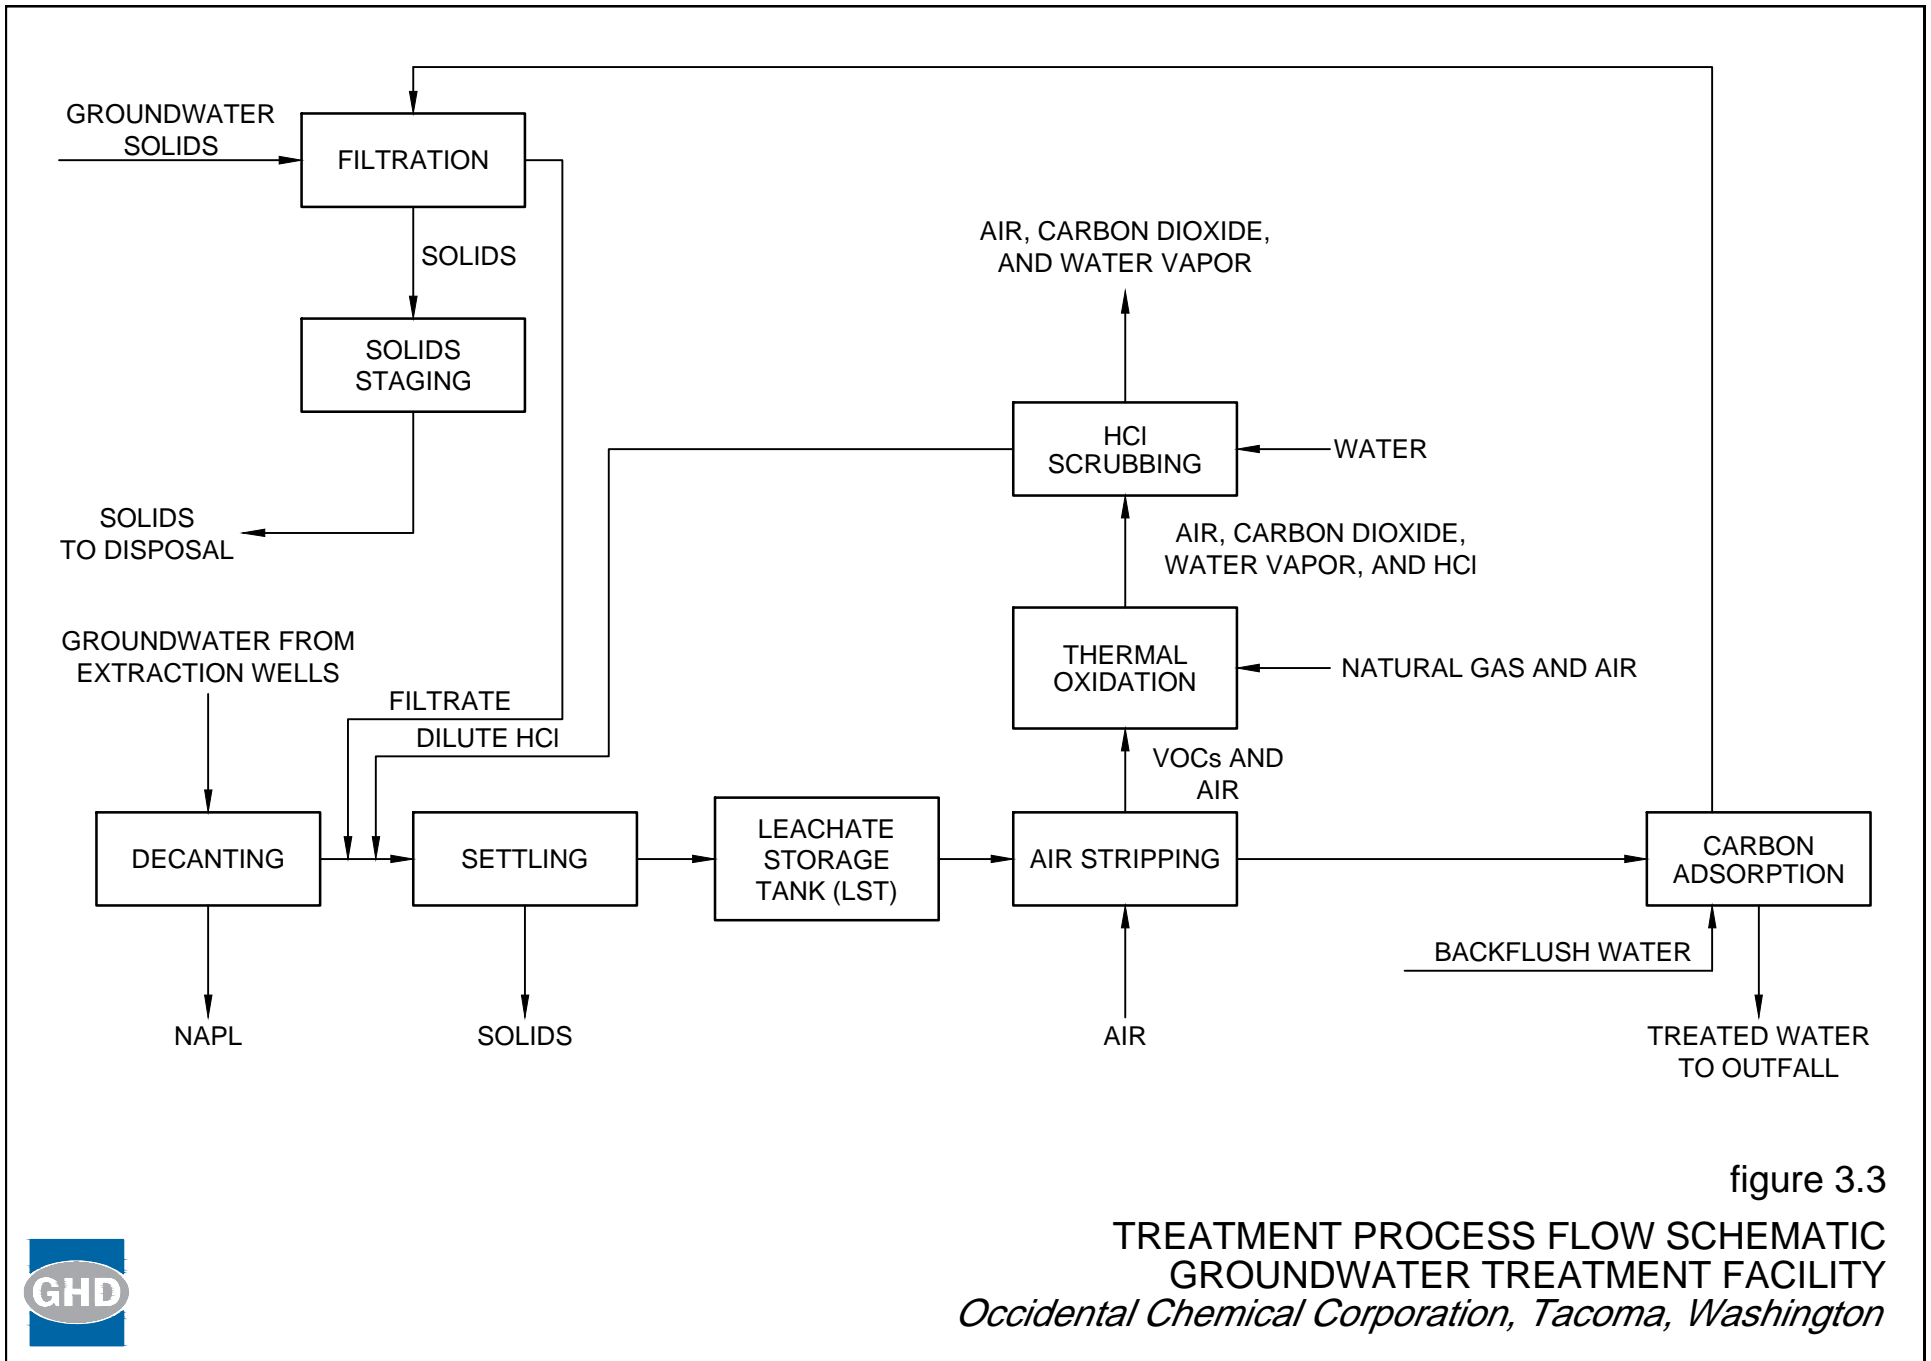 GROUNDWATER
SOLIDS
FILTRATION
SOLIDS
SOLIDS
STAGING
SOLIDS
TO DISPOSAL
AIR, CARBON DIOXIDE,
AND WATER VAPOR
HCl
SCRUBBING
WATER
AIR, CARBON DIOXIDE,
WATER VAPOR, AND HCl
THERMAL
OXIDATION
NATURAL GAS AND AIR
VOCs AND
AIR
GROUNDWATER FROM
EXTRACTION WELLS
FILTRATE
DILUTE HCl
DECANTING
SETTLING
LEACHATE
STORAGE
TANK (LST)
AIR STRIPPING
CARBON
ADSORPTION
BACKFLUSH WATER
NAPL
SOLIDS
AIR
TREATED WATER
TO OUTFALL
figure 3.3
TREATMENT PROCESS FLOW SCHEMATIC
GROUNDWATER TREATMENT FACILITY
Occidental Chemical Corporation, Tacoma, Washington
GHD